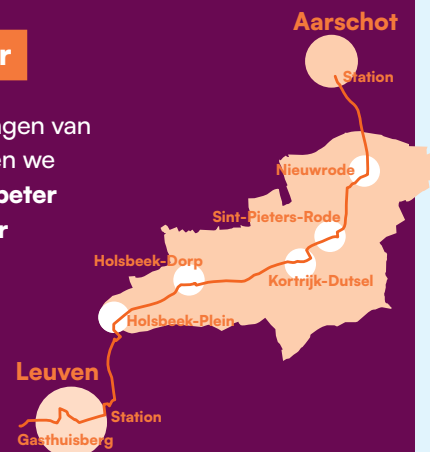 Aarschot
Station
r
gen van
en we
beter
r
Nieuwrode
Sint-Pieters-Rode
Holsbeek-Dorp
Kortrijk-Dutsel
Holsbeek-Plein
Leuven
Station
Gasthuisberg